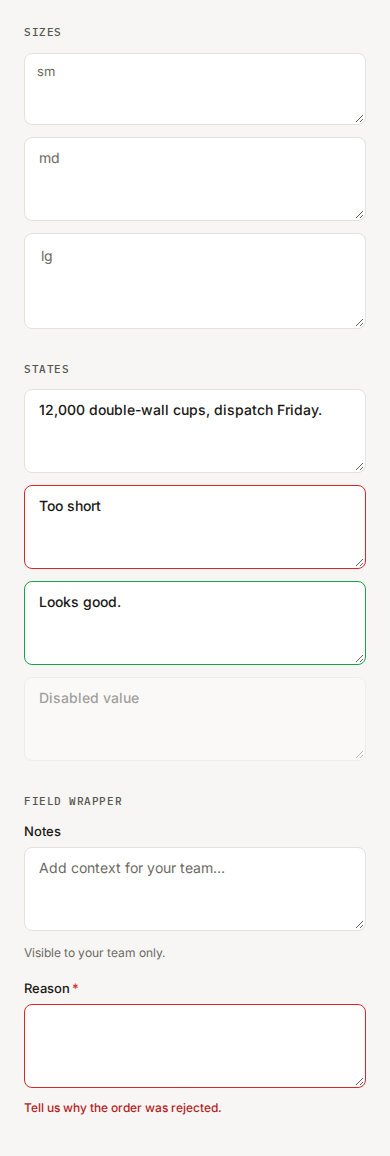 SIZES
sm
md
lg
STATES
12,000 double-wall cups, dispatch Friday.
Too short
Looks good.
Disabled value
FIELD WRAPPER
Notes
Add context for your team...
Visible to your team only.
Reason *
Tell us why the order was rejected.